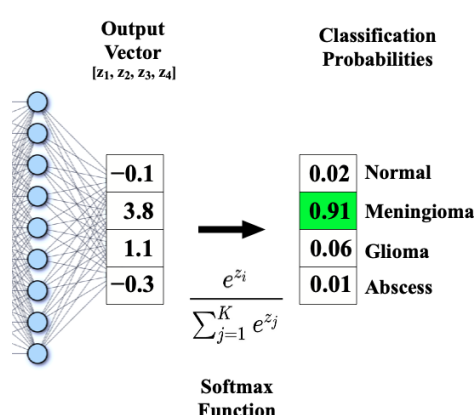 Output
Vector
[z₁, z₂, z₃, z₄]
−0.1
3.8
1.1
−0.3
e^{z_i}
∑_{j=1}^{K} e^{z_j}
Softmax
Function
Classification
Probabilities
0.02 Normal
0.91 Meningioma
0.06 Glioma
0.01 Abscess